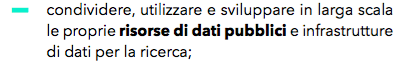 condividere, utilizzare e sviluppare in larga scala
le proprie risorse di dati pubblici e infrastrutture
di dati per la ricerca;